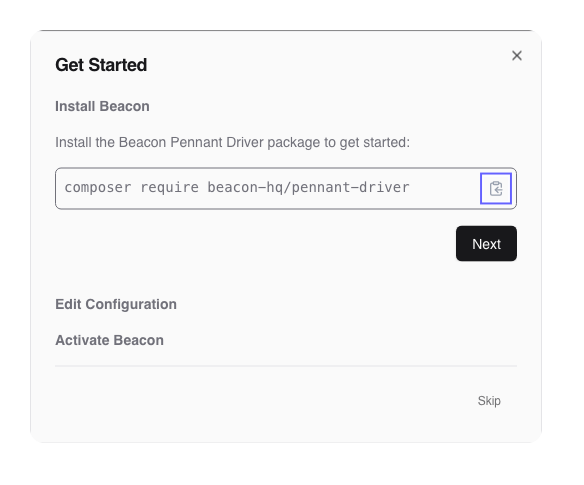 Get Started
Install Beacon
Install the Beacon Pennant Driver package to get started:
composer require beacon-hq/pennant-driver
Next
Edit Configuration
Activate Beacon
Skip